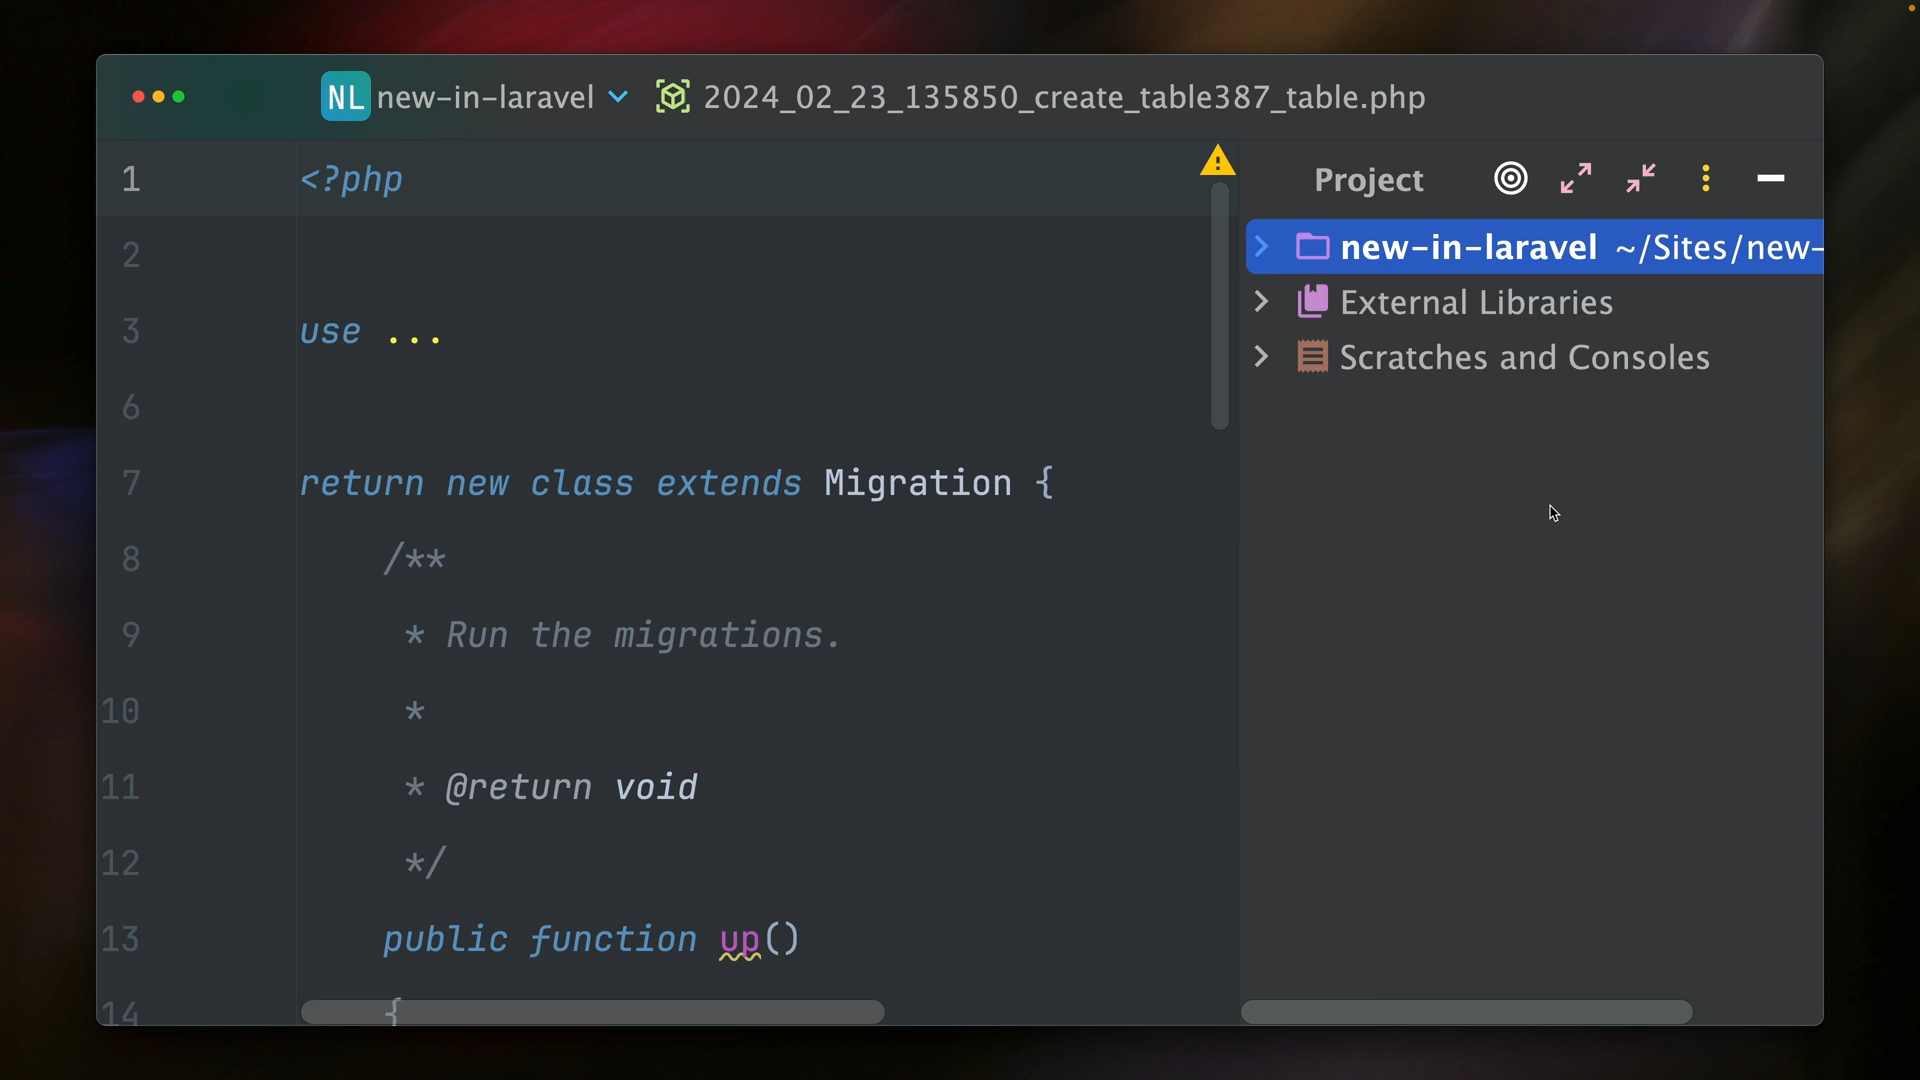 NL new-in-laravel 2024_02_23_135850_create_table387_table.php
1 <?php
2
3 use ...
6
7 return new class extends Migration {
8 /**
9 * Run the migrations.
10 *
11 * @return void
12 */
13 public function up()
14 {
Project
new-in-laravel ~/Sites/new-
External Libraries
Scratches and Consoles